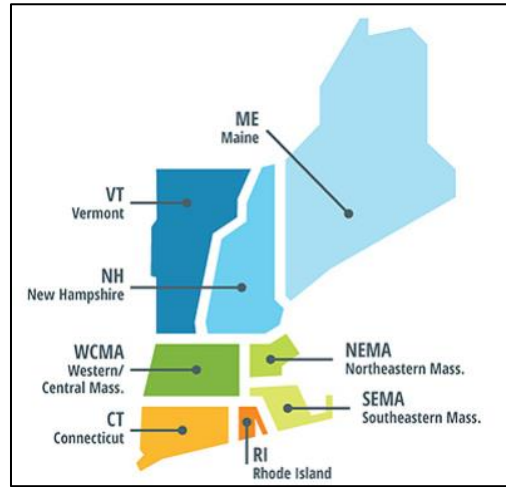 ME
Maine
VT
Vermont
NH
New Hampshire
WCMA
Western/
Central Mass.
NEMA
Northeastern Mass.
SEMA
Southeastern Mass.
CT
Connecticut
RI
Rhode Island